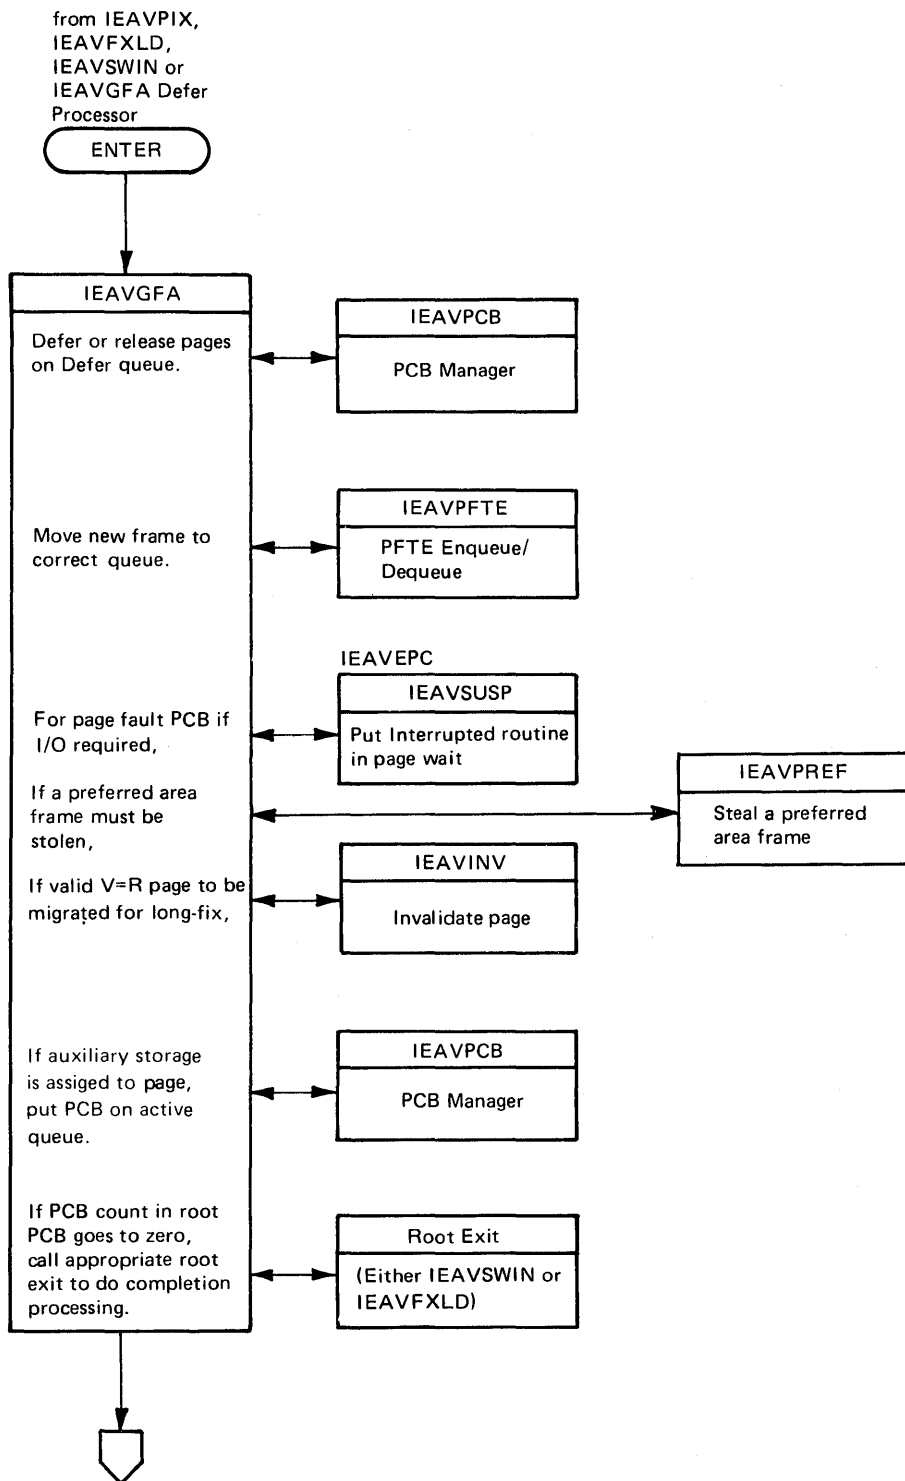 from IEAVPIX,
IEAVFXLD,
IEAVSWIN or
IEAVGFA Defer
Processor
ENTER
IEAVGFA
Defer or release pages
on Defer queue.
IEAVPCB
PCB Manager
Move new frame to
correct queue.
IEAVPFTE
PFTE Enqueue/
Dequeue
IEAVEPC
For page fault PCB if
I/O required,
IEAVSUSP
Put Interrupted routine
in page wait
If a preferred area
frame must be
stolen,
IEAVPREF
Steal a preferred
area frame
If valid V=R page to be
migrated for long-fix,
IEAVINV
Invalidate page
If auxiliary storage
is assiged to page,
put PCB on active
queue.
IEAVPCB
PCB Manager
If PCB count in root
PCB goes to zero,
call appropriate root
exit to do completion
processing.
Root Exit
(Either IEAVSWIN or
IEAVFXLD)